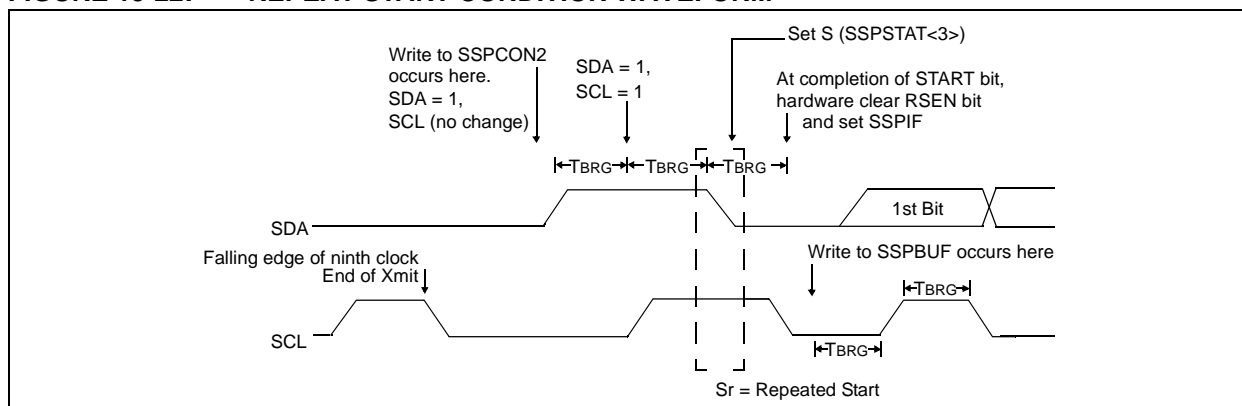 Set S (SSPSTAT<3>)
Write to SSPCON2
occurs here.
SDA = 1,
SCL (no change)
SDA = 1,
SCL = 1
At completion of START bit,
hardware clear RSEN bit
and set SSPIF
TBRG
TBRG
TBRG
SDA
1st Bit
Falling edge of ninth clock
End of Xmit
Write to SSPBUF occurs here
TBRG
SCL
TBRG
Sr = Repeated Start